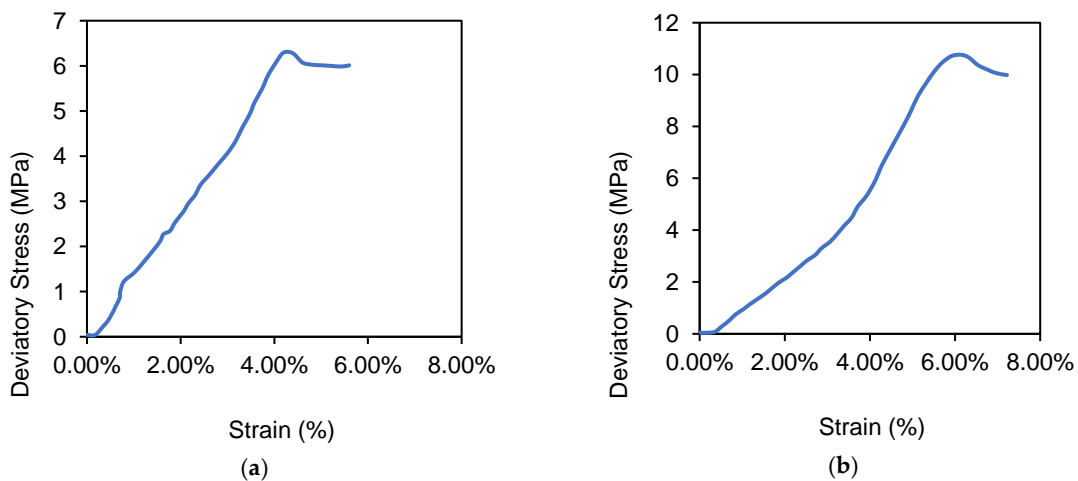 Deviatory Stress (MPa)
7
6
5
4
3
2
1
0
0.00% 2.00% 4.00% 6.00% 8.00%
Strain (%)
(a)
Deviatory Stress (MPa)
12
10
8
6
4
2
0
0.00% 2.00% 4.00% 6.00% 8.00%
Strain (%)
(b)